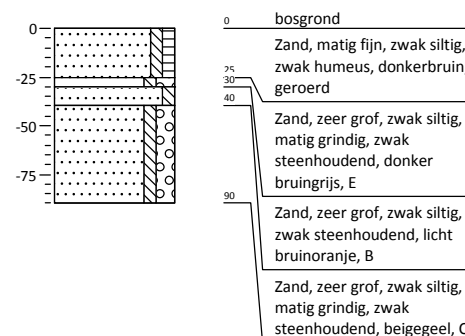 0
-25
-50
-75
0
25
30
40
90
bosgrond
Zand, matig fijn, zwak siltig,
zwak humeus, donkerbruin,
geroerd
Zand, zeer grof, zwak siltig,
matig grindig, zwak
steenhoudend, donker
bruingrijs, E
Zand, zeer grof, zwak siltig,
zwak steenhoudend, licht
bruinoranje, B
Zand, zeer grof, zwak siltig,
matig grindig, zwak
steenhoudend, beigegeel, C